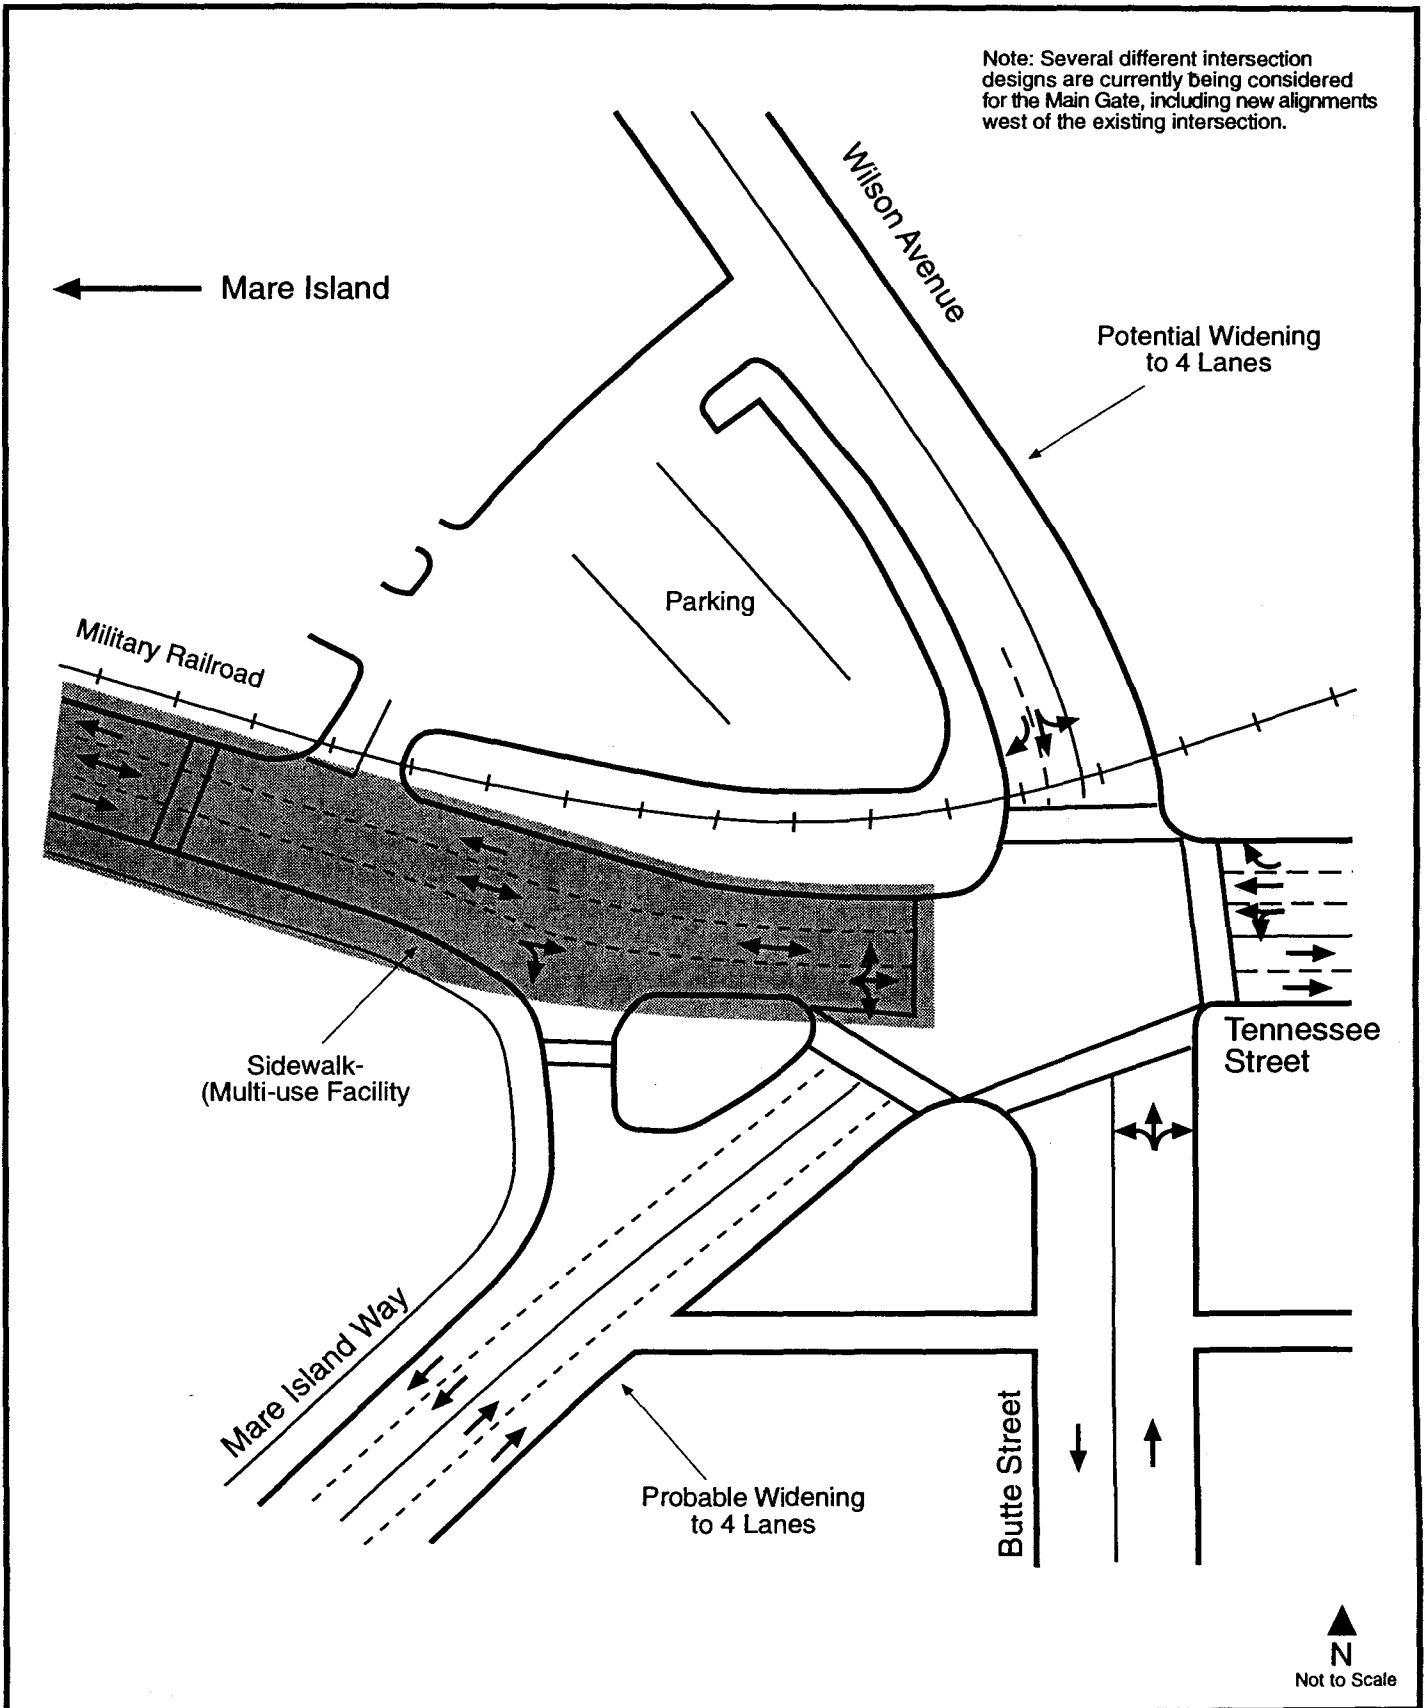 Note: Several different intersection
designs are currently being considered
for the Main Gate, including new alignments
west of the existing intersection.
Wilson Avenue
Mare Island
Potential Widening
to 4 Lanes
Parking
Military Railroad
Tennessee
Street
Sidewalk-
(Multi-use Facility
Mare Island Way
Butte Street
Probable Widening
to 4 Lanes
N
Not to Scale